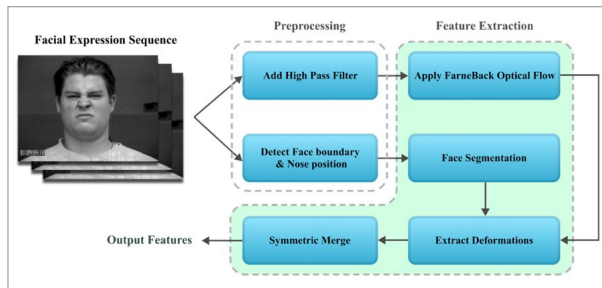 Preprocessing
Feature Extraction
Facial Expression Sequence
Add High Pass Filter
Apply FarneBack Optical Flow
Detect Face boundary
& Nose position
Face Segmentation
Output Features
Symmetric Merge
Extract Deformations